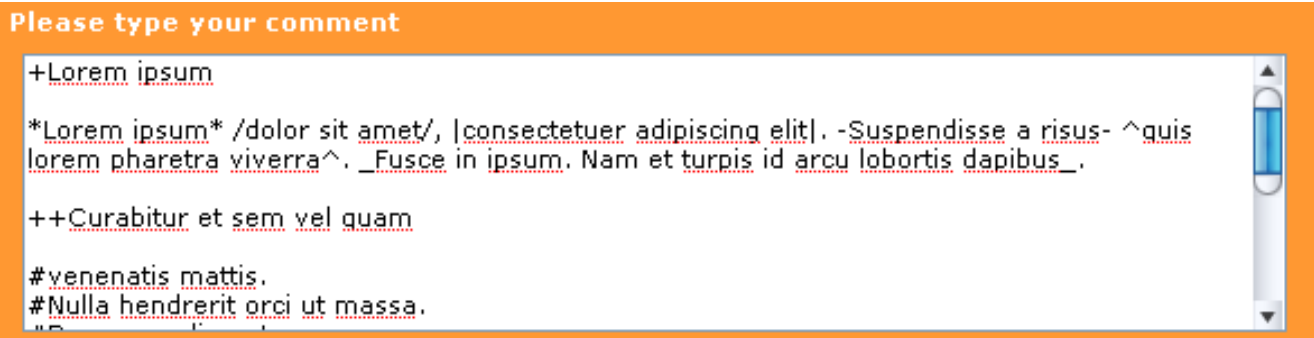 Please type your comment
+Lorem ipsum
*Lorem ipsum* /dolor sit amet/, |consectetuer adipiscing elit|. -Suspendisse a risus- ^quis
lorem pharetra viverra^. _Fusce in ipsum. Nam et turpis id arcu lobortis dapibus_.
++Curabitur et sem vel quam
#venenatis mattis.
#Nulla hendrerit orci ut massa.